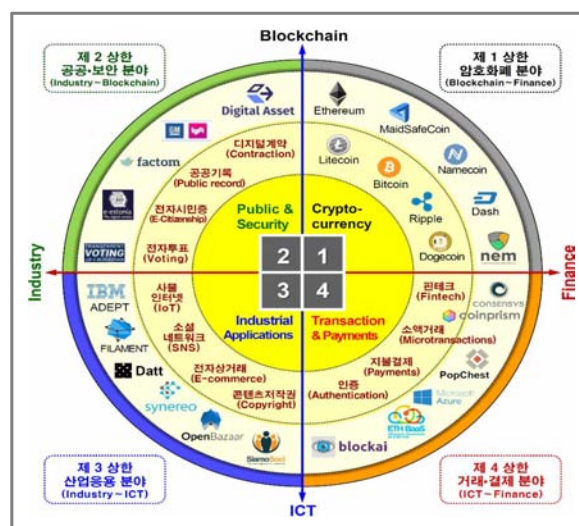 Blockchain
제 2 상한
공공•보안 분야
(Industry~Blockchain)
제 1 상한
암호화폐 분야
(Blockchain~Finance)
Digital Asset
Ethereum
MaidSafeCoin
GM
factom
디지털계약
(Contraction)
Litecoin
Namecoin
공공기록
(Public record)
Bitcoin
e-estonia
전자시민증
(E-Citizenship)
Public &
Security
Crypto-
currency
Ripple
Dash
VOTING
전자투표
(Voting)
Dogecoin
nem
2 1
Industry
Finance
3 4
IBM
ADEPT
사물
인터넷
(IoT)
핀테크
(Fintech)
CONSENSYS
coinprism
FILAMENT
소셜
네트워크
(SNS)
Industrial
Applications
Transaction
& Payments
소액거래
(Microtransactions)
Datt
전자상거래
(E-commerce)
지불결제
(Payments)
PopChest
synereo
콘텐츠저작권
(Copyright)
인증
(Authentication)
Microsoft
Azure
OpenBazaar
ETH BaaS
blockai
제 3 상한
산업응용 분야
(Industry~ICT)
제 4 상한
거래•결제 분야
(ICT~Finance)
ICT